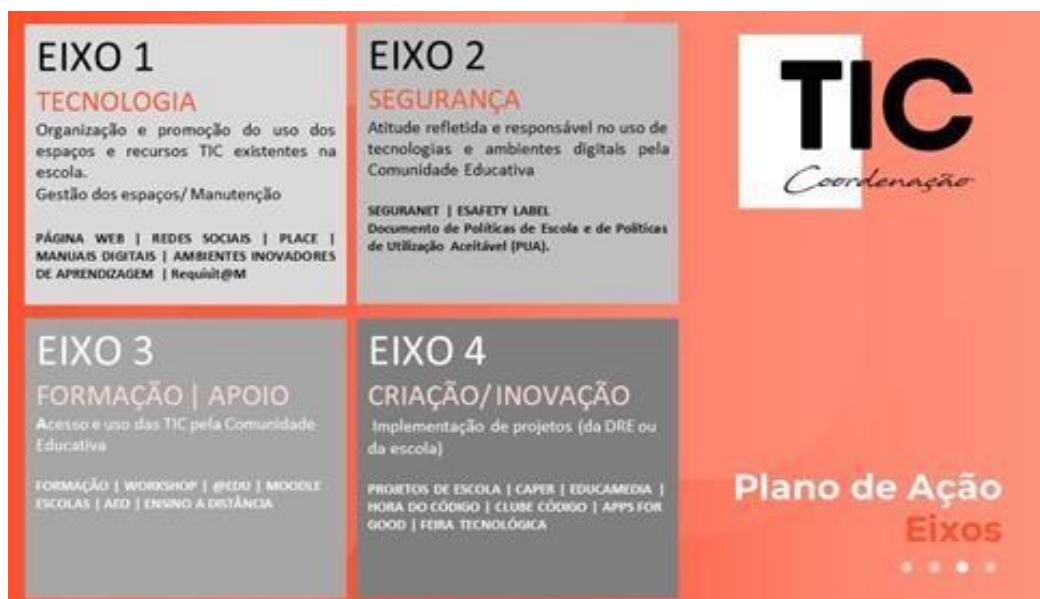 EIXO 1
TECNOLOGIA
Organização e promoção do uso dos
espaços e recursos TIC existentes na
escola.
Gestão dos espaços/ Manutenção
PÁGINA WEB | REDES SOCIAIS | PLACE |
MANUAIS DIGITAIS | AMBIENTES INOVADORES
DE APRENDIZAGEM | Requisit@M
EIXO 2
SEGURANÇA
Atitude refletida e responsável no uso de
tecnologias e ambientes digitais pela
Comunidade Educativa
SEGURANET | ESAFETY LABEL
Documento de Políticas de Escola e de Políticas
de Utilização Aceitável (PUA).
EIXO 3
FORMAÇÃO | APOIO
Acesso e uso das TIC pela Comunidade
Educativa
FORMAÇÃO | WORKSHOP | @EDU | MOODLE
ESCOLAS | AED | ENSINO A DISTÂNCIA
EIXO 4
CRIAÇÃO/ INOVAÇÃO
Implementação de projetos (da DRE ou
da escola)
PROJETOS DE ESCOLA | CAPER | EDUCAMEDIA |
HORA DO CÓDIGO | CLUBE CÓDIGO | APPS FOR
GOOD | FEIRA TECNOLÓGICA
TIC
Coordenação
Plano de Ação
Eixos